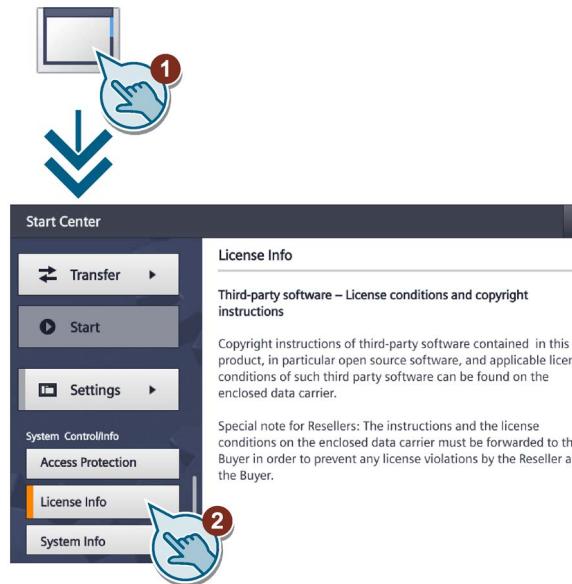 1
Start Center
Transfer
Start
Settings
System Control/Info
Access Protection
License Info
System Info
2
License Info
Third-party software – License conditions and copyright
instructions
Copyright instructions of third-party software contained in this
product, in particular open source software, and applicable licen
conditions of such third party software can be found on the
enclosed data carrier.
Special note for Resellers: The instructions and the license
conditions on the enclosed data carrier must be forwarded to th
Buyer in order to prevent any license violations by the Reseller a
the Buyer.